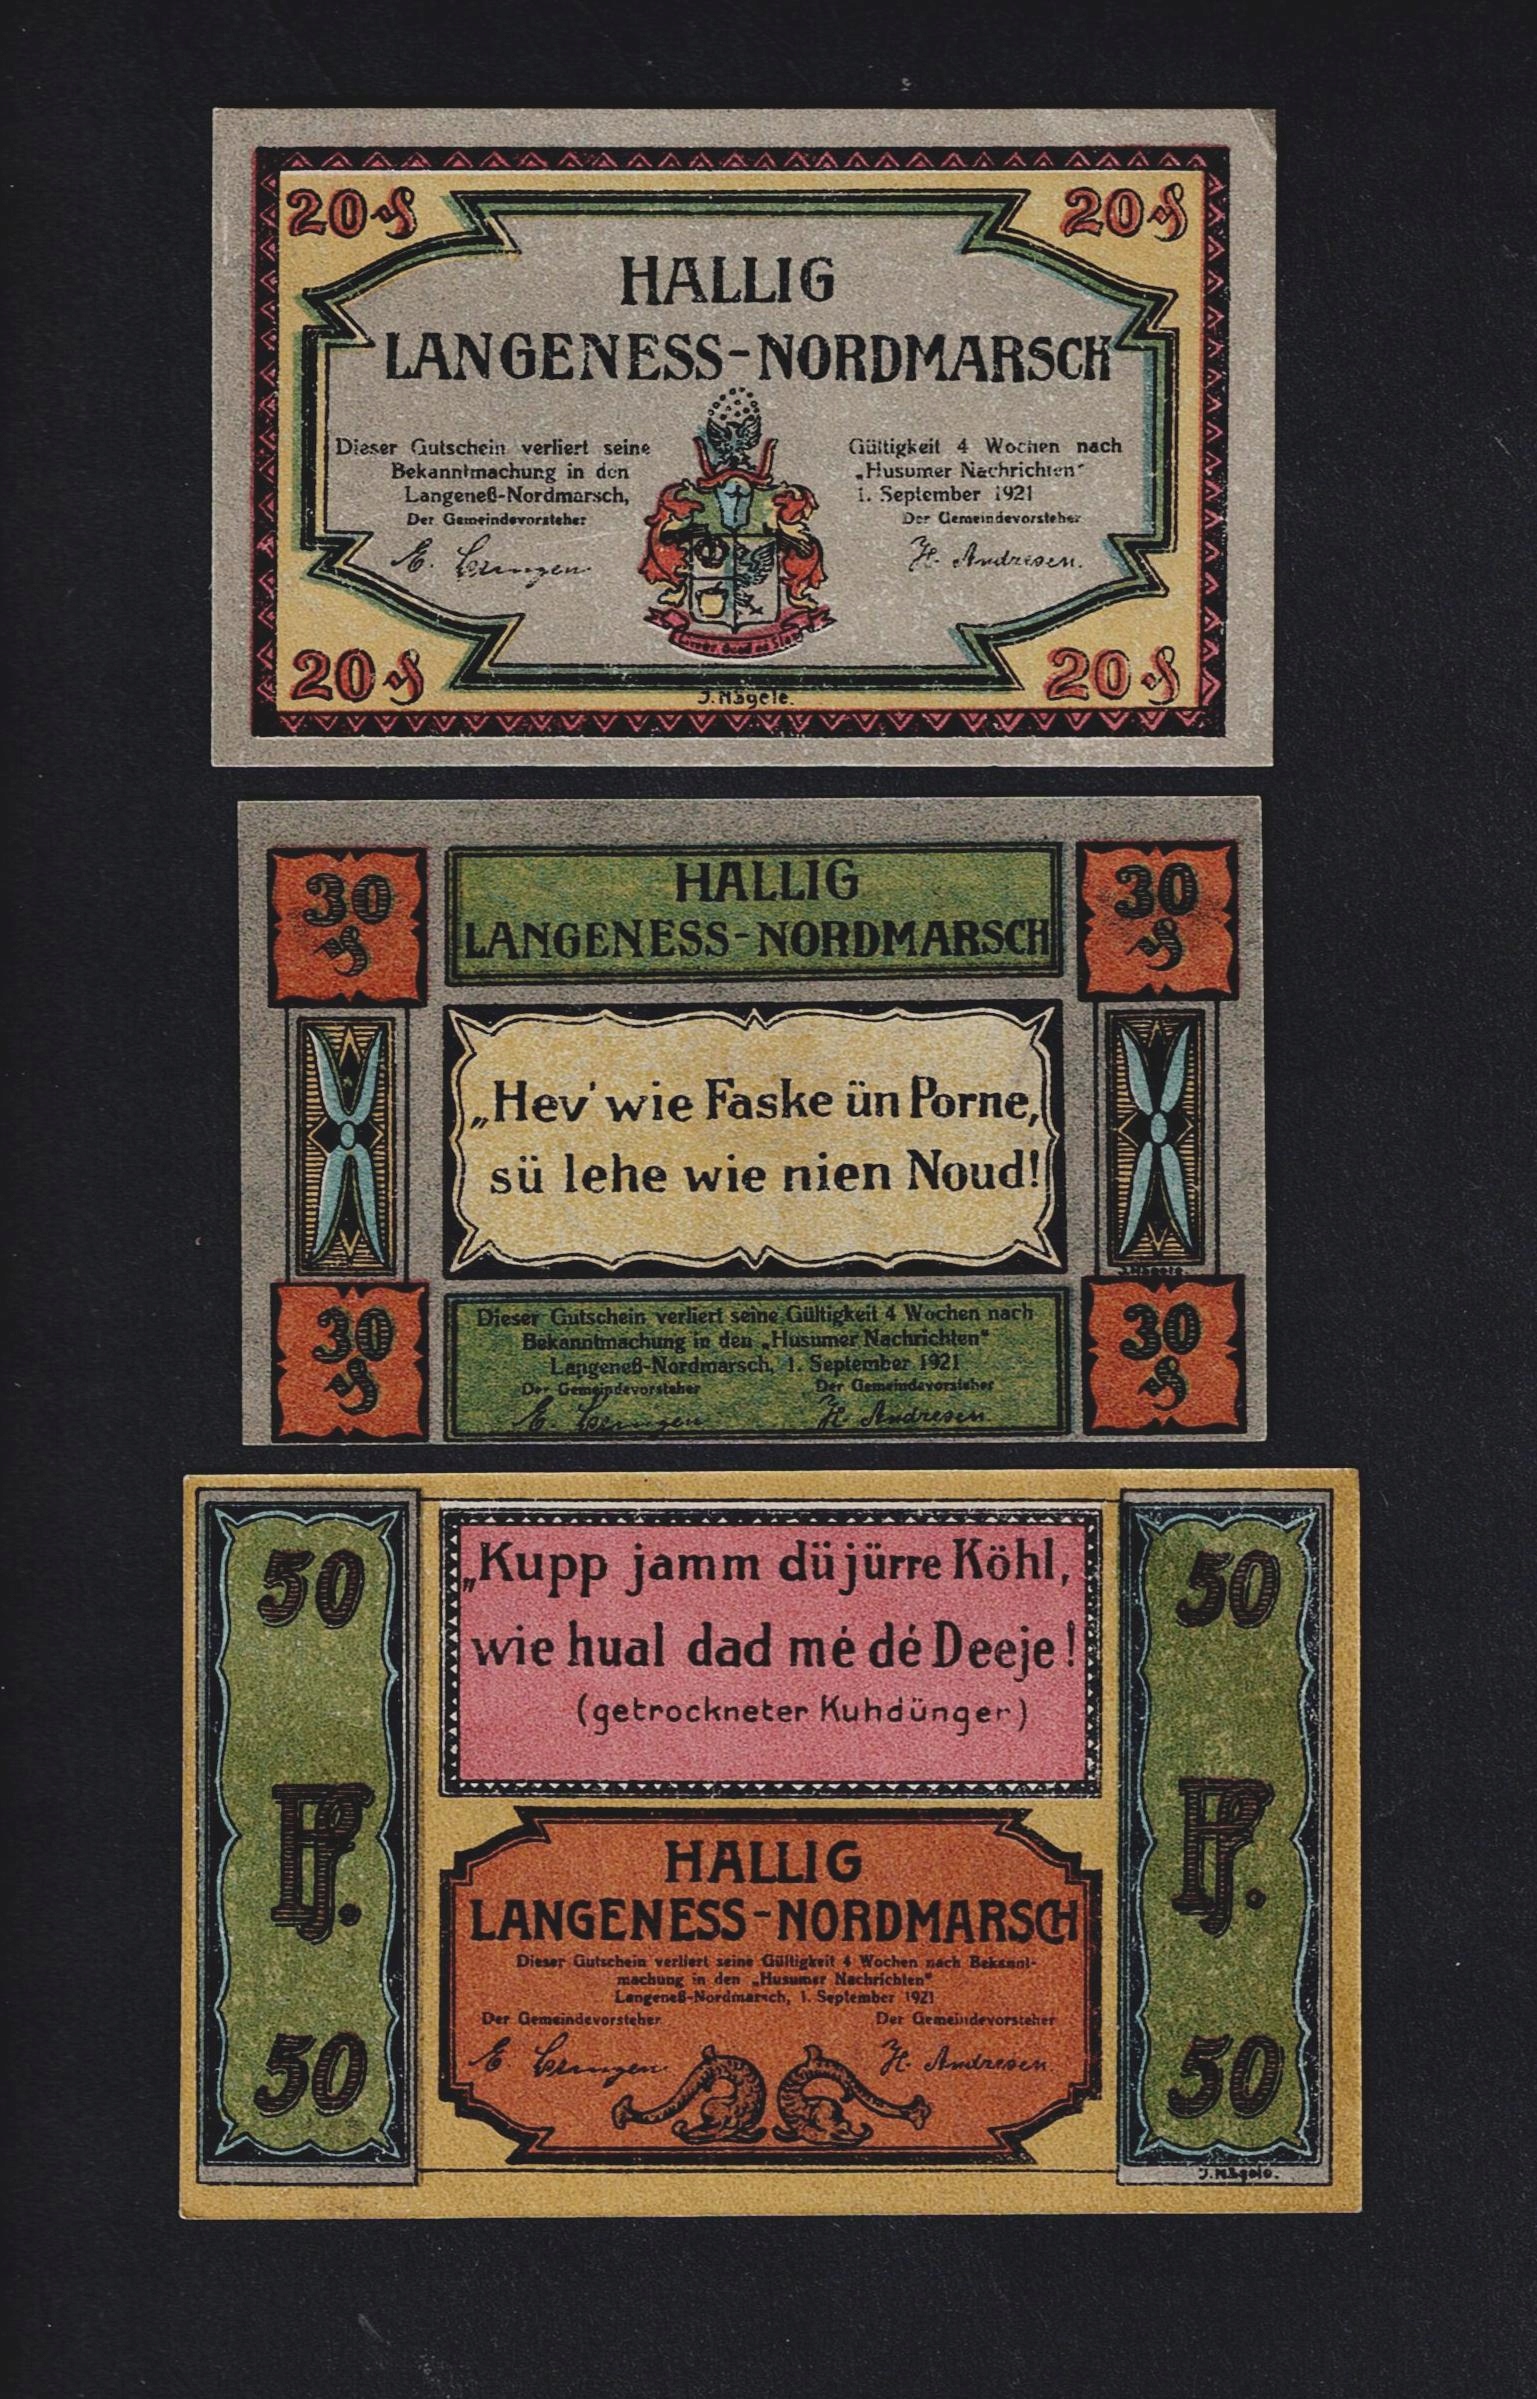 20 ₰ 20 ₰
HALLIG
LANGENESS-NORDMARSCH
Dieser Gutschein verliert seine Gültigkeit 4 Wochen nach
Bekanntmachung in den „Husumer Nachrichten“
Langeneß-Nordmarsch, 1. September 1921
Der Gemeindevorsteher Der Gemeindevorsteher
E. H. Andresen.
20 ₰ 20 ₰
J. Nägele.
30 HALLIG 30
₰ LANGENESS-NORDMARSCH ₰
„Hev' wie Faske ün Porne,
sü lehe wie nien Noud!
J. Nägele.
30 30
₰ ₰
Dieser Gutschein verliert seine Gültigkeit 4 Wochen nach
Bekanntmachung in den „Husumer Nachrichten“
Langeneß-Nordmarsch, 1. September 1921
Der Gemeindevorsteher Der Gemeindevorsteher
E. H. Andresen
50 50
„Kupp jamm dü jürre Köhl,
wie hual dad mé dé Deeje!
(getrockneter Kuhdünger)
Pf. Pf.
HALLIG
LANGENESS-NORDMARSCH
Dieser Gutschein verliert seine Gültigkeit 4 Wochen nach Bekannt-
machung in den „Husumer Nachrichten“
Langeneß-Nordmarsch, 1. September 1921
Der Gemeindevorsteher Der Gemeindevorsteher
E H. Andresen.
50 50
J. Nägele.